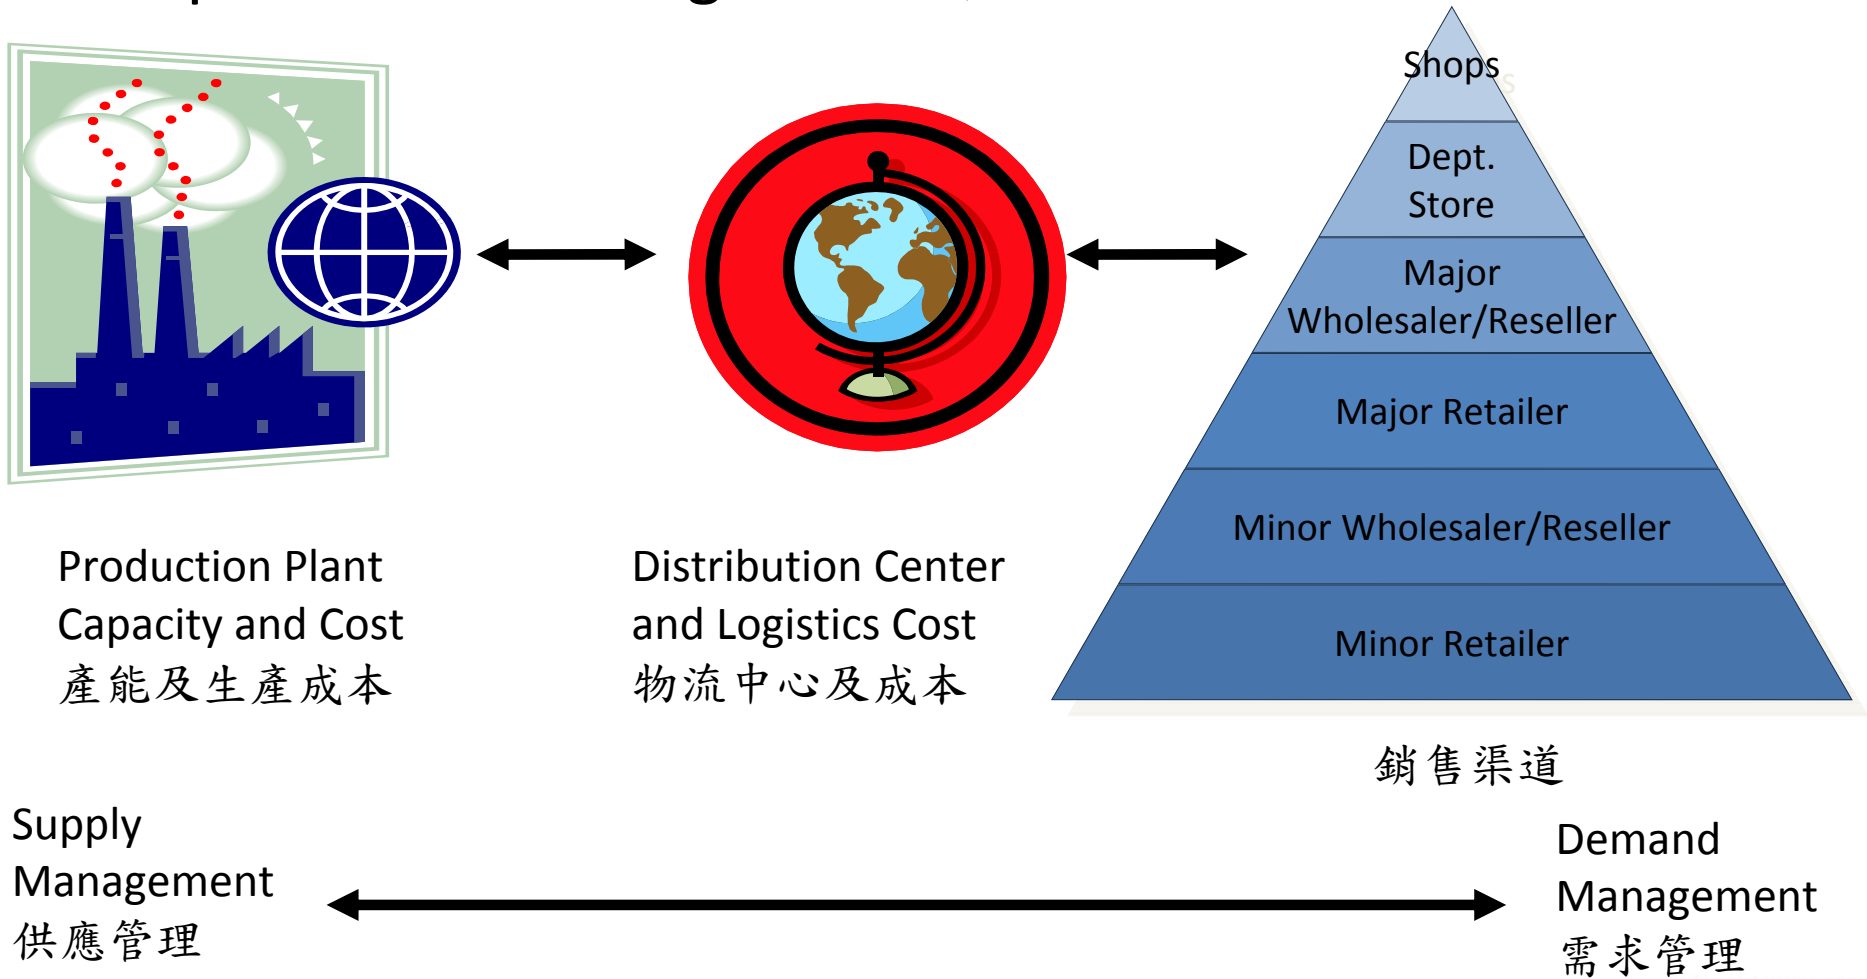 Shops
Dept.
Store
Major
Wholesaler/Reseller
Major Retailer
Minor Wholesaler/Reseller
Minor Retailer
Production Plant
Capacity and Cost
產能及生產成本
Distribution Center
and Logistics Cost
物流中心及成本
銷售渠道
Supply
Management
供應管理
Demand
Management
需求管理